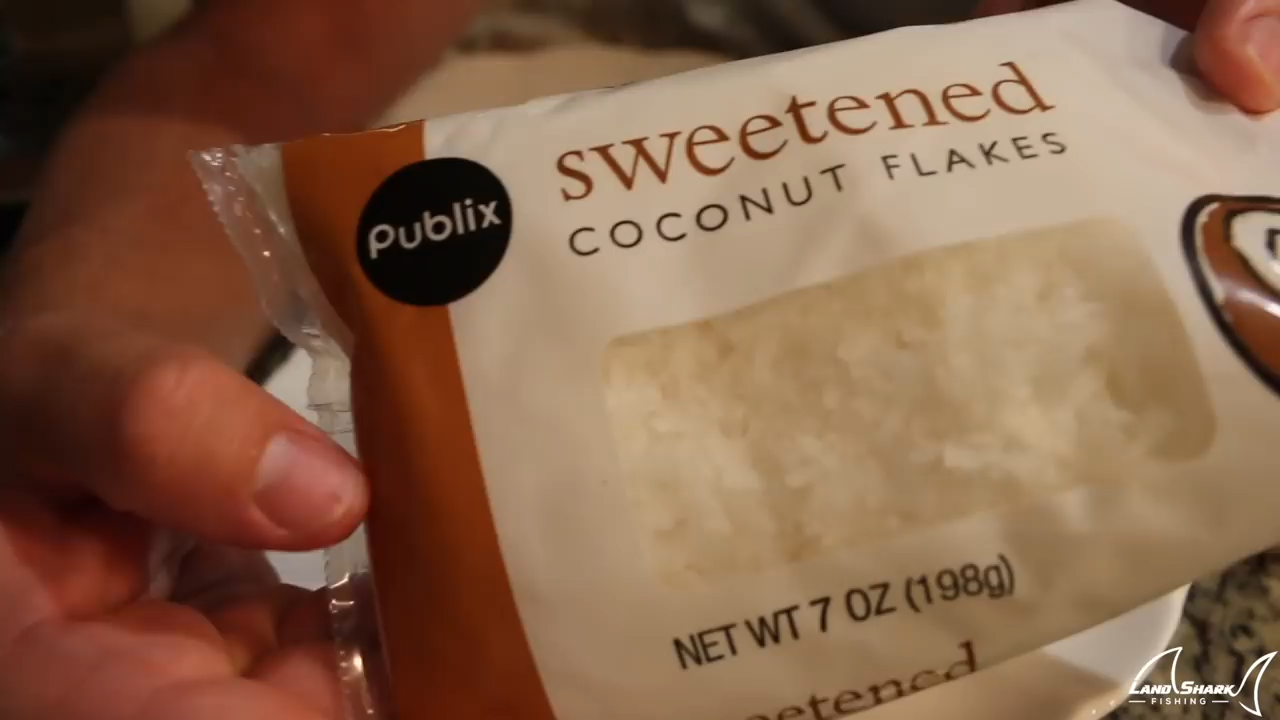 sweetened
COCONUT FLAKES
Publix
NET WT 7 OZ (198g)
LAND SHARK
FISHING